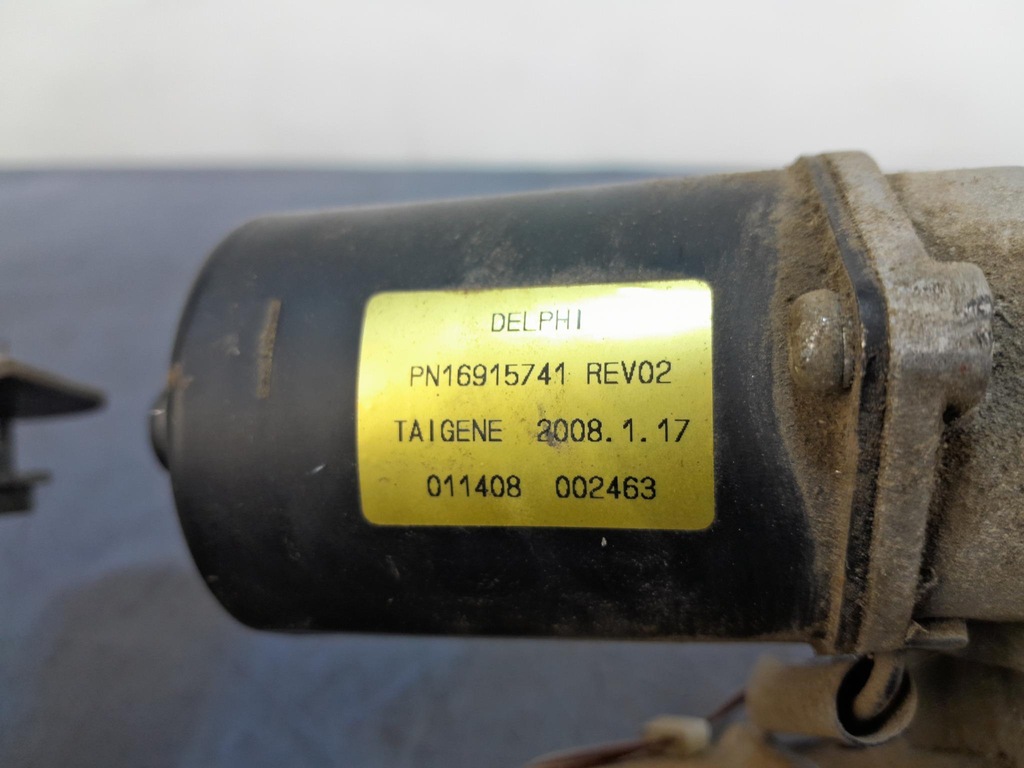 DELPHI
PN16915741 REV02
TAIGENE 2008.1.17
011408 002463